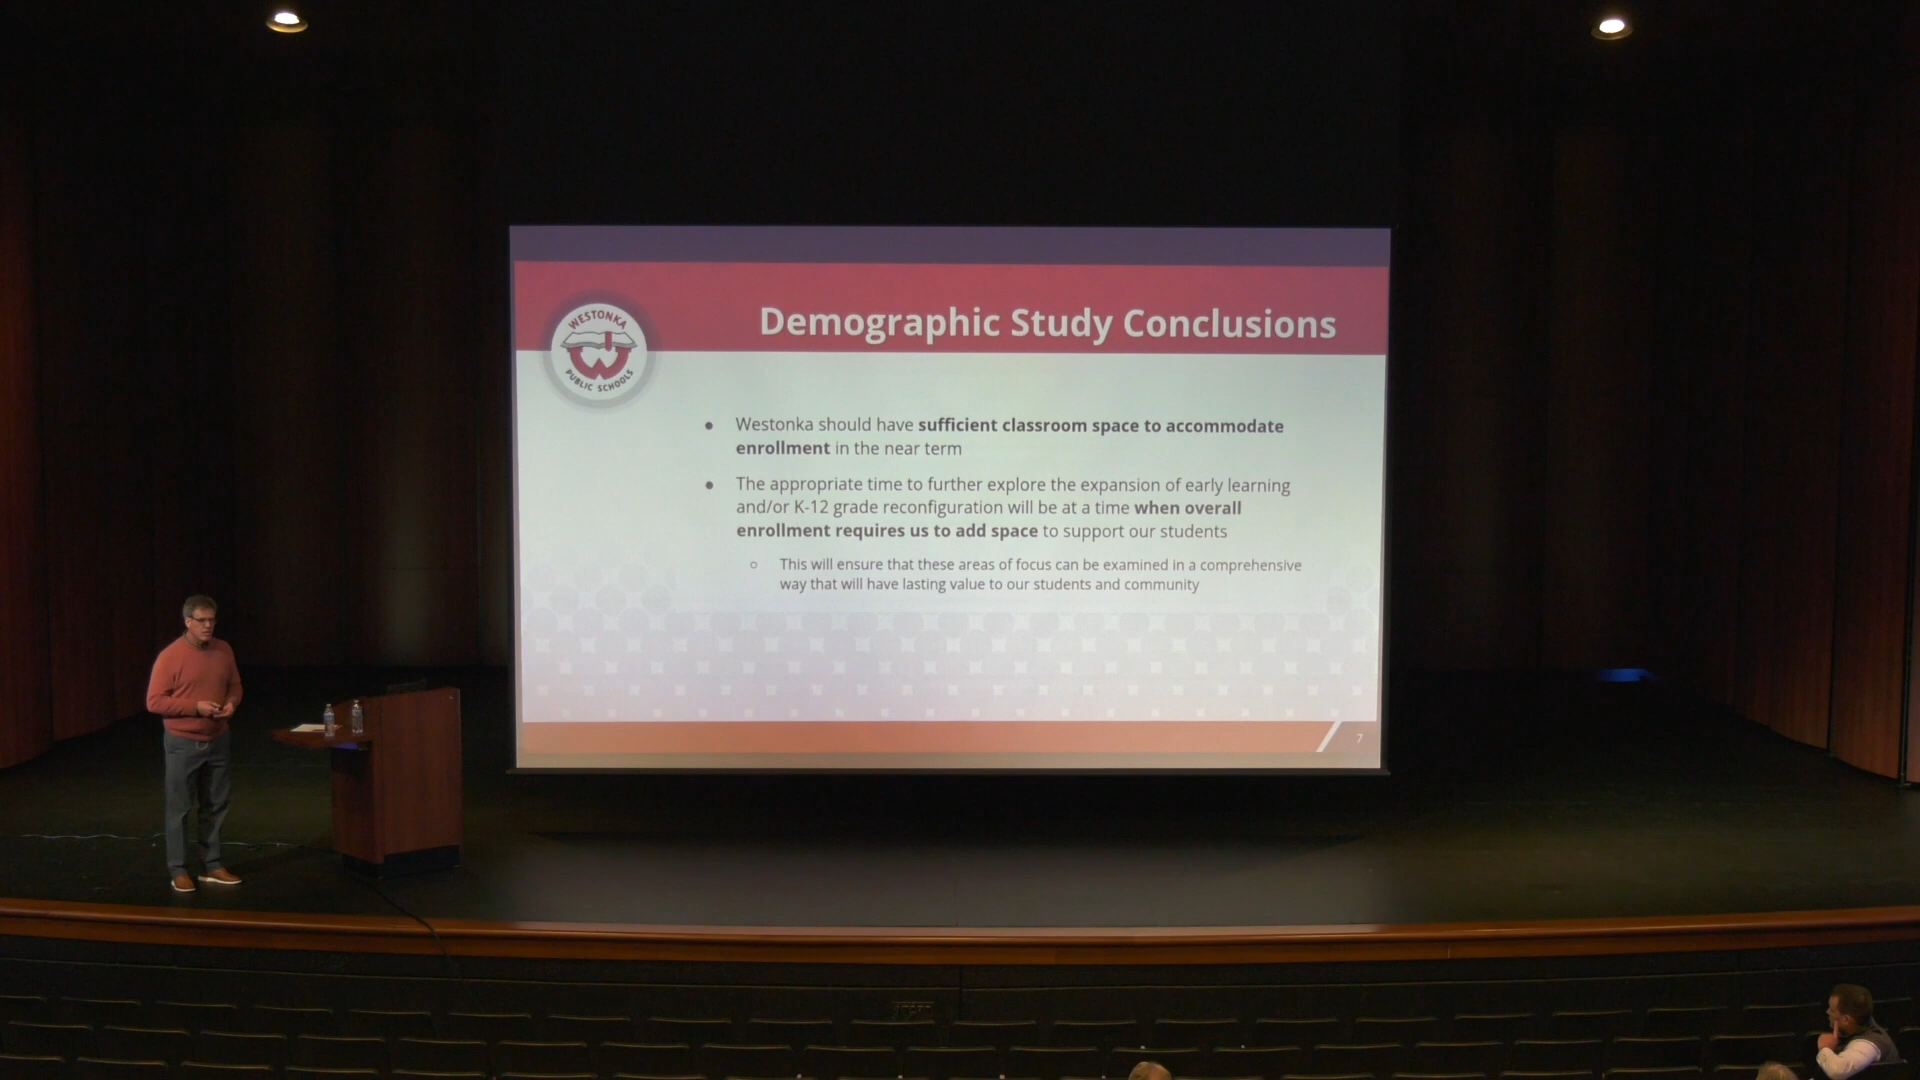 WESTONKA
PUBLIC SCHOOLS
Demographic Study Conclusions
● Westonka should have sufficient classroom space to accommodate
enrollment in the near term
● The appropriate time to further explore the expansion of early learning
and/or K-12 grade reconfiguration will be at a time when overall
enrollment requires us to add space to support our students
○ This will ensure that these areas of focus can be examined in a comprehensive
way that will have lasting value to our students and community
7